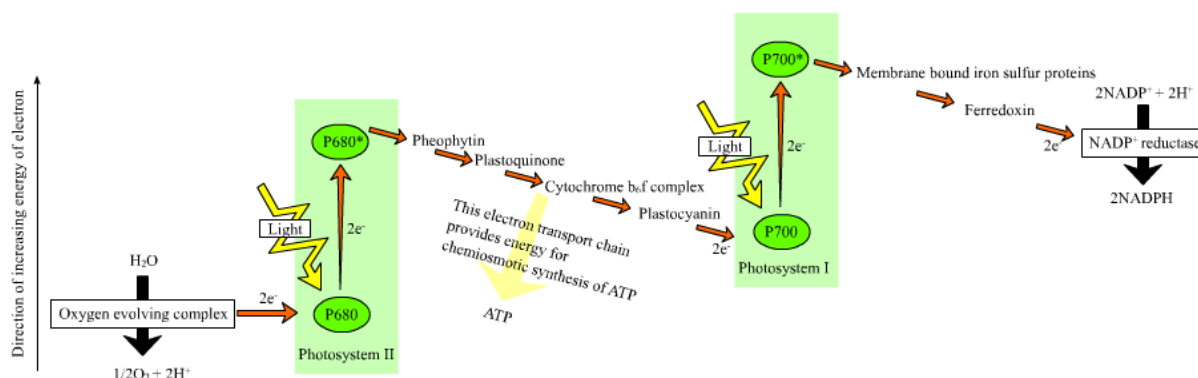 Direction of increasing energy of electron
H₂O
Oxygen evolving complex
1/2O₂ + 2H⁺
2e⁻
P680
Light
2e⁻
P680*
Photosystem II
Pheophytin
Plastoquinone
Cytochrome b₆f complex
Plastocyanin
This electron transport chain
provides energy for
chemiosmotic synthesis of ATP
ATP
2e⁻
P700
Light
2e⁻
P700*
Photosystem I
Membrane bound iron sulfur proteins
Ferredoxin
2e⁻
2NADP⁺ + 2H⁺
NADP⁺ reductase
2NADPH